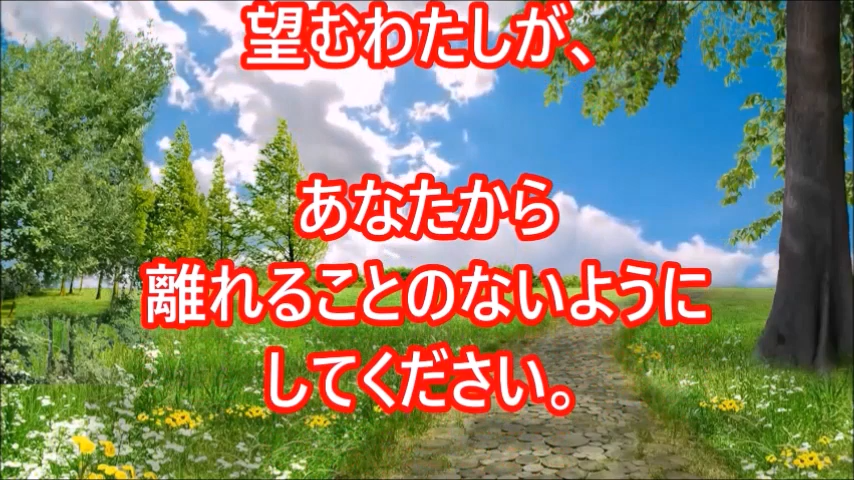 望むわたしが、
あなたから
離れることのないように
してください。